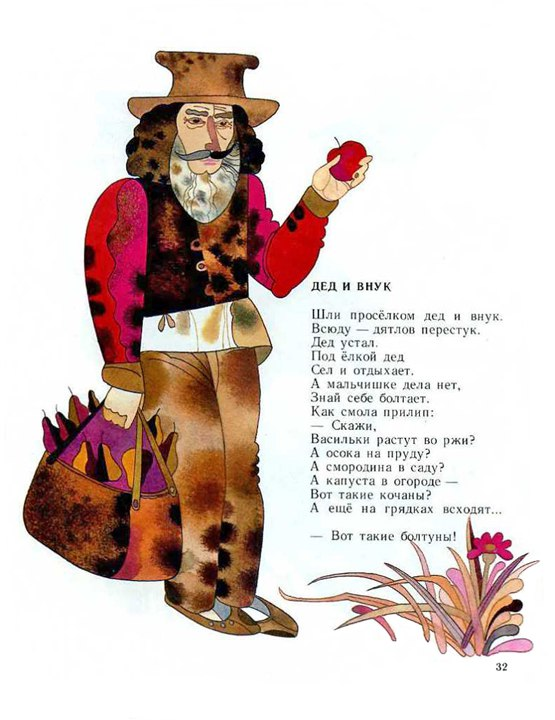 ДЕД И ВНУК
Шли просёлком дед и внук.
Всюду — дятлов перестук.
Дед устал.
Под ёлкой дед
Сел и отдыхает.
А мальчишке дела нет,
Знай себе болтает.
Как смола прилип:
— Скажи,
Васильки растут во ржи?
А осока на пруду?
А смородина в саду?
А капуста в огороде —
Вот такие кочаны?
А ещё на грядках всходят...
— Вот такие болтуны!
32